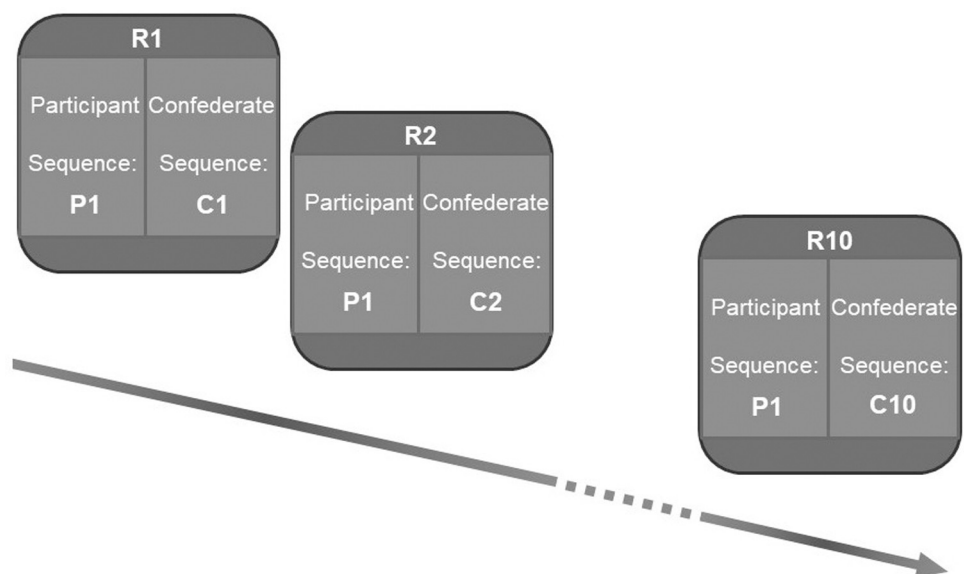 R1
Participant Confederate
Sequence: Sequence:
P1 C1
R2
Participant Confederate
Sequence: Sequence:
P1 C2
R10
Participant Confederate
Sequence: Sequence:
P1 C10